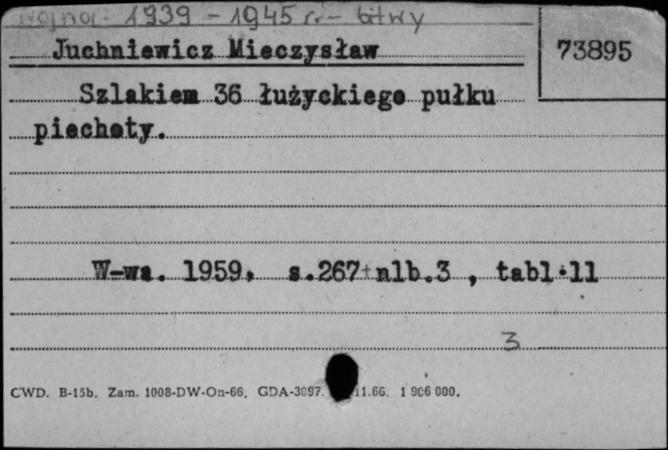 wojna - 1939 - 1945 r. - bitwy
Juchniewicz Mieczysław
73895
Szlakiem 36 łużyckiego pułku
piechoty.
W-wa. 1959. s.267+nlb.3 , tabl.11
3
CWD. B-15b. Zam. 1008-DW-On-66. GDA-3097. 11.66. 1 906 000.